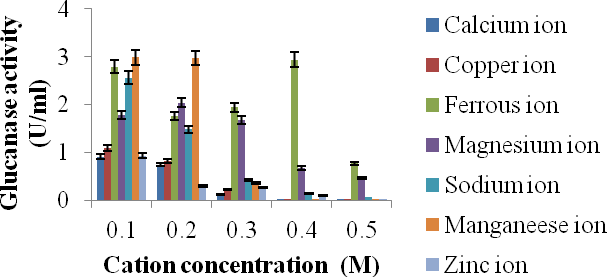 Glucanase activity
(U/ml)
4
3
2
1
0
0.1 0.2 0.3 0.4 0.5
Cation concentration (M)
Calcium ion
Copper ion
Ferrous ion
Magnesium ion
Sodium ion
Manganeese ion
Zinc ion